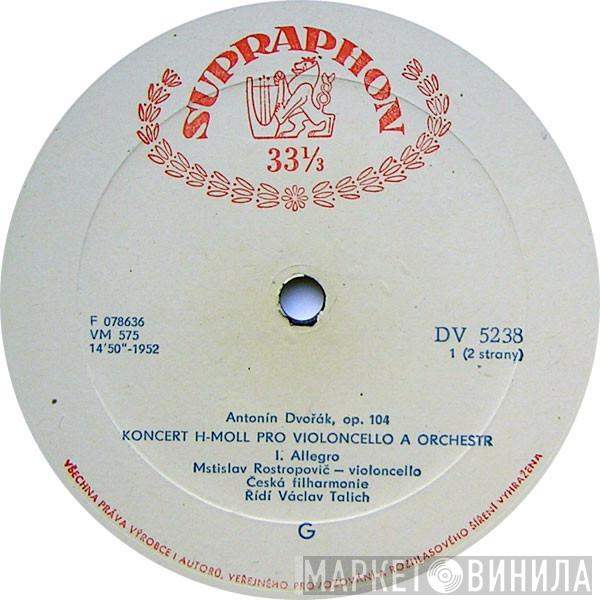 SUPRAPHON
33⅓
F 078636
VM 575
14'50"-1952
DV 5238
1 (2 strany)
Antonín Dvořák, op. 104
KONCERT H-MOLL PRO VIOLONCELLO A ORCHESTR
I. Allegro
Mstislav Rostropovič – violoncello
Česká filharmonie
Řídí Václav Talich
G
VŠECHNA PRÁVA VÝROBCE I AUTORŮ, VEŘEJNÉHO PROVOZOVÁNÍ A ROZHLASOVÉHO ŠÍŘENÍ VYHRAŽENA
МАРКЕТ ВИНИЛА